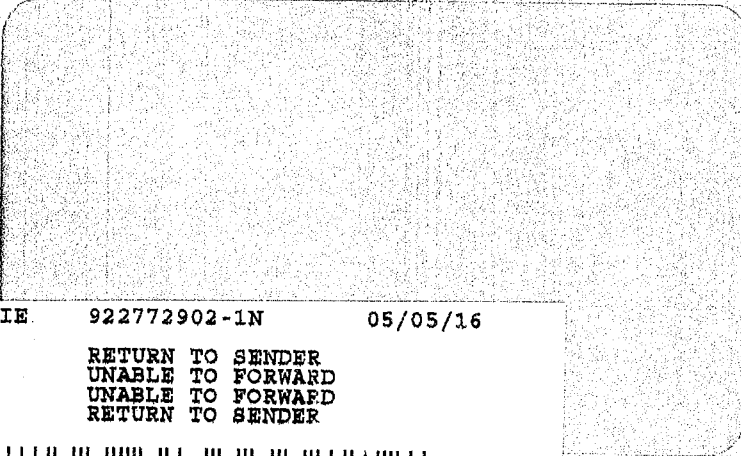 IE 922772902-1N 05/05/16
RETURN TO SENDER
UNABLE TO FORWARD
UNABLE TO FORWARD
RETURN TO SENDER